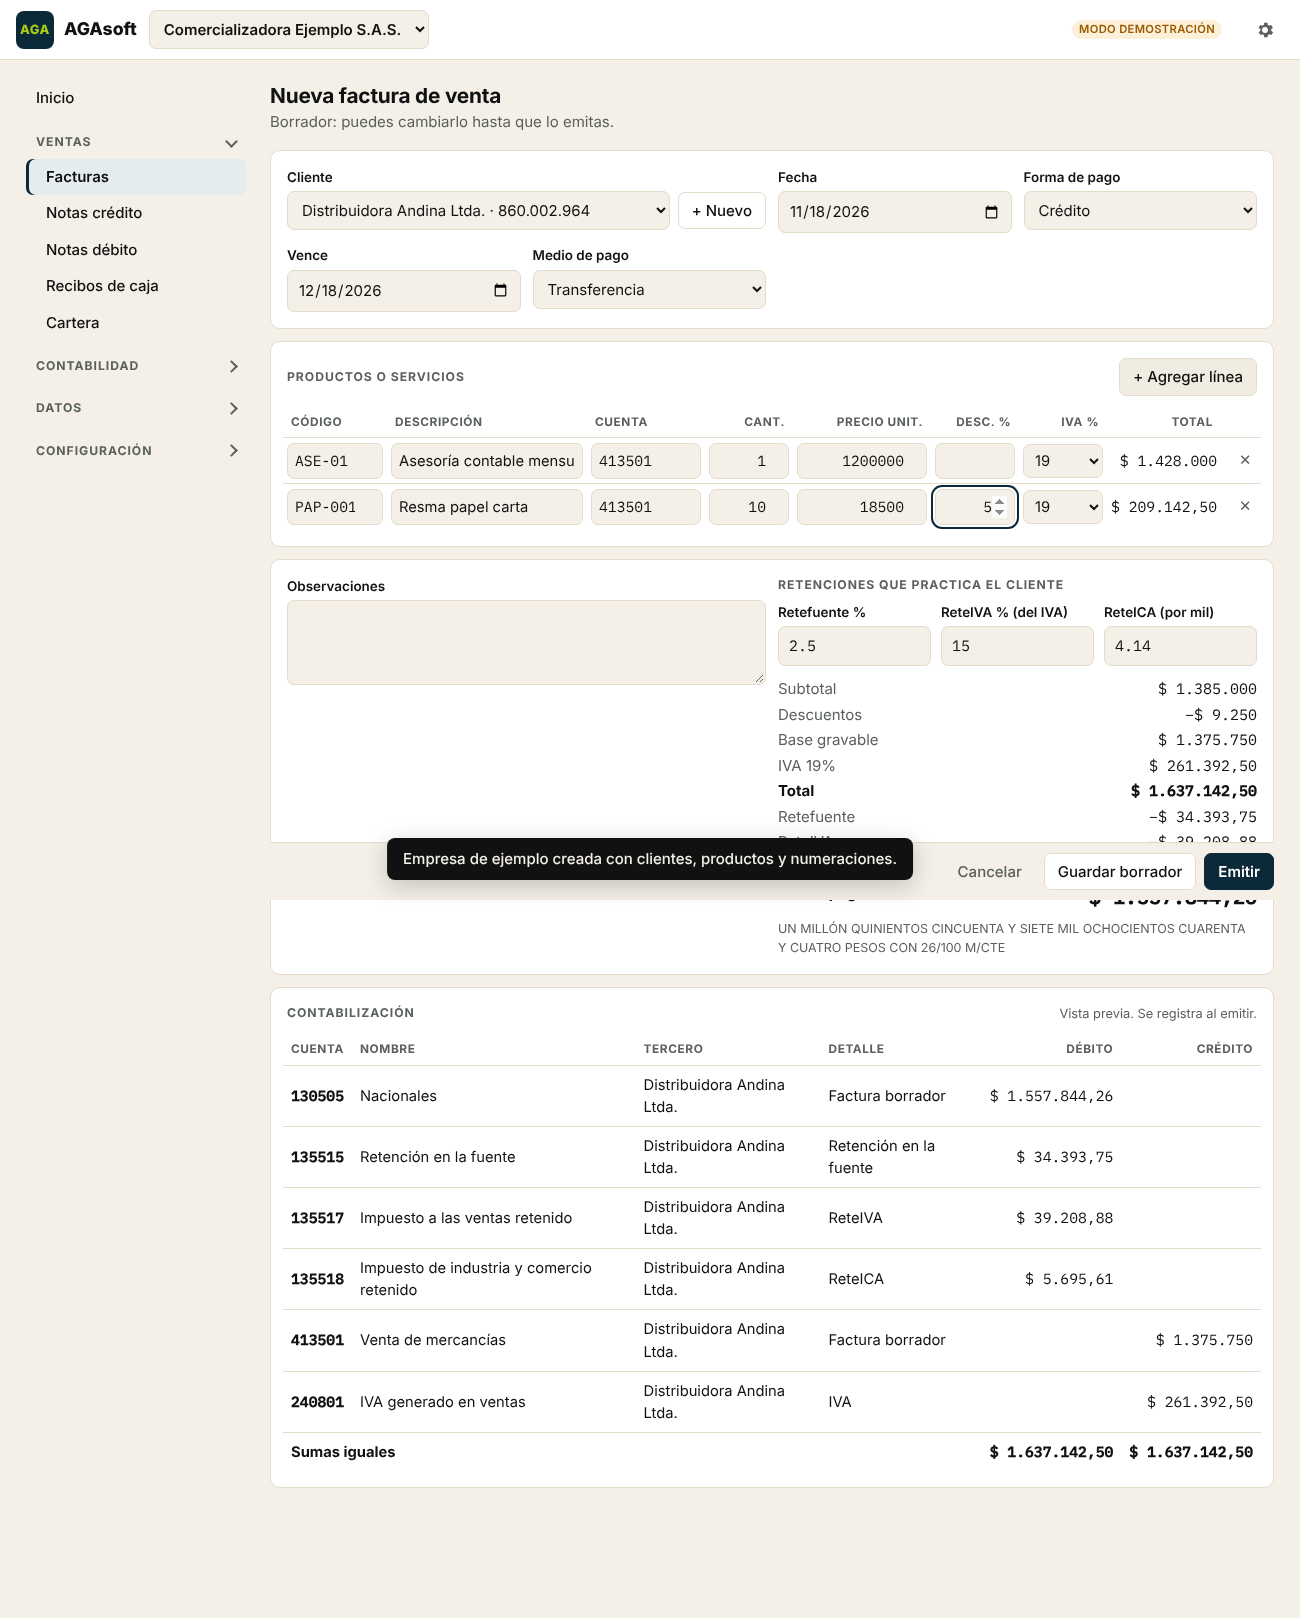 AGA AGAsoft Comercializadora Ejemplo S.A.S. MODO DEMOSTRACIÓN
Inicio
VENTAS
Facturas
Notas crédito
Notas débito
Recibos de caja
Cartera
CONTABILIDAD
DATOS
CONFIGURACIÓN
Nueva factura de venta
Borrador: puedes cambiarlo hasta que lo emitas.
Cliente Fecha Forma de pago
Distribuidora Andina Ltda. · 860.002.964 + Nuevo 11/18/2026 Crédito
Vence Medio de pago
12/18/2026 Transferencia
PRODUCTOS O SERVICIOS + Agregar línea
CÓDIGO DESCRIPCIÓN CUENTA CANT. PRECIO UNIT. DESC. % IVA % TOTAL
ASE-01 Asesoría contable mensu 413501 1 1200000 19 $ 1.428.000 ×
PAP-001 Resma papel carta 413501 10 18500 5 19 $ 209.142,50 ×
Observaciones
RETENCIONES QUE PRACTICA EL CLIENTE
Retefuente % ReteIVA % (del IVA) ReteICA (por mil)
2.5 15 4.14
Subtotal $ 1.385.000
Descuentos −$ 9.250
Base gravable $ 1.375.750
IVA 19% $ 261.392,50
Total $ 1.637.142,50
Retefuente −$ 34.393,75
ReteIVA −$ 39.208,88
Empresa de ejemplo creada con clientes, productos y numeraciones.
Cancelar Guardar borrador Emitir
$ 1.557.844,26
UN MILLÓN QUINIENTOS CINCUENTA Y SIETE MIL OCHOCIENTOS CUARENTA
Y CUATRO PESOS CON 26/100 M/CTE
CONTABILIZACIÓN Vista previa. Se registra al emitir.
CUENTA NOMBRE TERCERO DETALLE DÉBITO CRÉDITO
130505 Nacionales Distribuidora Andina Ltda. Factura borrador $ 1.557.844,26
135515 Retención en la fuente Distribuidora Andina Ltda. Retención en la fuente $ 34.393,75
135517 Impuesto a las ventas retenido Distribuidora Andina Ltda. ReteIVA $ 39.208,88
135518 Impuesto de industria y comercio retenido Distribuidora Andina Ltda. ReteICA $ 5.695,61
413501 Venta de mercancías Distribuidora Andina Ltda. Factura borrador $ 1.375.750
240801 IVA generado en ventas Distribuidora Andina Ltda. IVA $ 261.392,50
Sumas iguales $ 1.637.142,50 $ 1.637.142,50